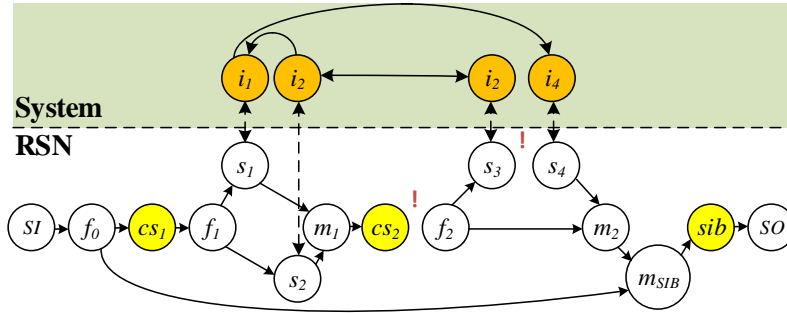 i₁ i₂ i₂ i₄
System
RSN
s₁ ! s₃ ! s₄
SI f₀ cs₁ f₁ m₁ cs₂ f₂ m₂ sib SO
s₂ m_SIB